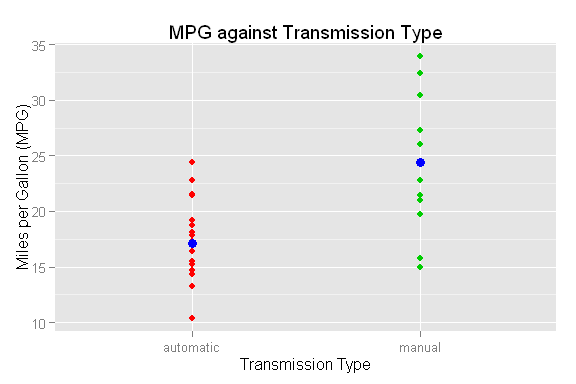 MPG against Transmission Type
Miles per Gallon (MPG)
35
30
25
20
15
10
automatic
manual
Transmission Type